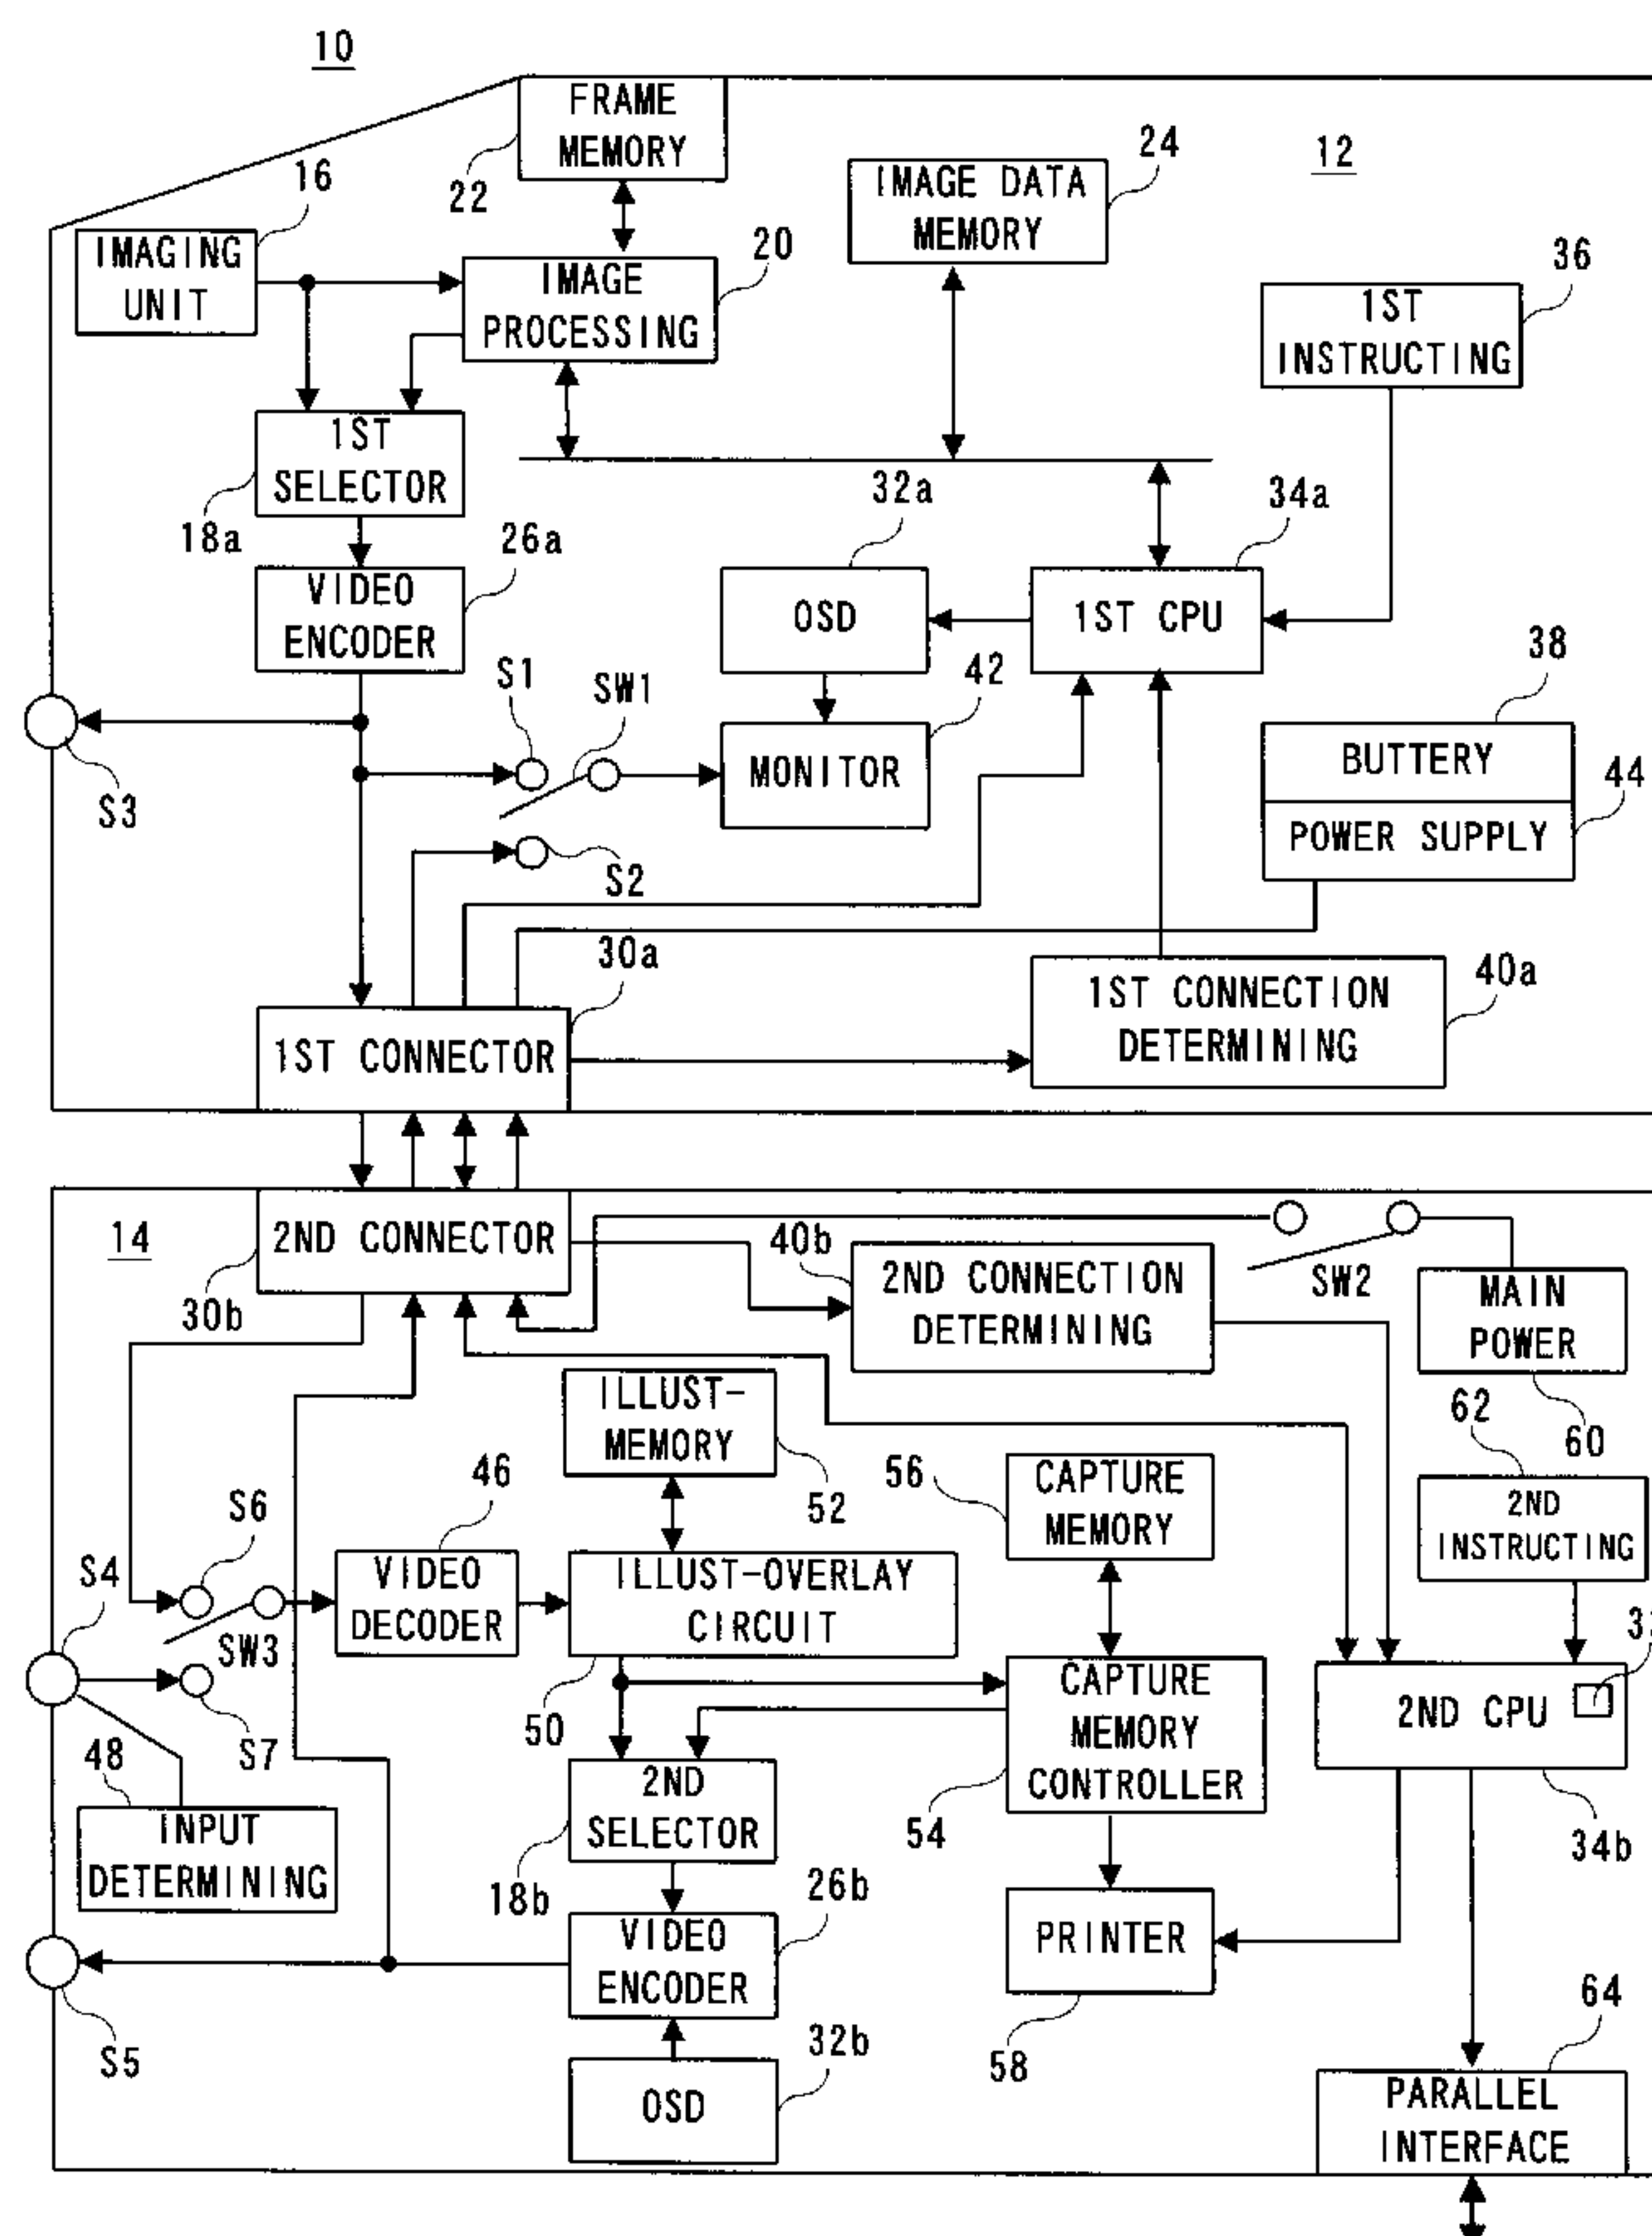 10
FRAME
MEMORY
22
24
12
16
IMAGE DATA
MEMORY
IMAGING
UNIT
20
36
IMAGE
PROCESSING
1ST
INSTRUCTING
1ST
SELECTOR
18a
32a
34a
26a
VIDEO
ENCODER
OSD
1ST CPU
S1
SW1
42
38
S3
MONITOR
BUTTERY
44
POWER SUPPLY
S2
30a
40a
1ST CONNECTION
DETERMINING
1ST CONNECTOR
14
2ND CONNECTOR
30b
40b
2ND CONNECTION
DETERMINING
SW2
MAIN
POWER
60
62
ILLUST-
MEMORY
52
56
CAPTURE
MEMORY
2ND
INSTRUCTING
46
S6
S4
VIDEO
DECODER
ILLUST-OVERLAY
CIRCUIT
SW3
50
S7
48
CAPTURE
MEMORY
CONTROLLER
54
2ND CPU
34b
INPUT
DETERMINING
2ND
SELECTOR
18b
26b
VIDEO
ENCODER
PRINTER
58
S5
32b
OSD
64
PARALLEL
INTERFACE